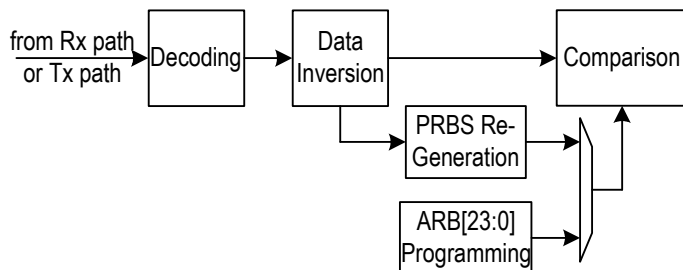 from Rx path
or Tx path
Decoding
Data
Inversion
Comparison
PRBS Re-
Generation
ARB[23:0]
Programming